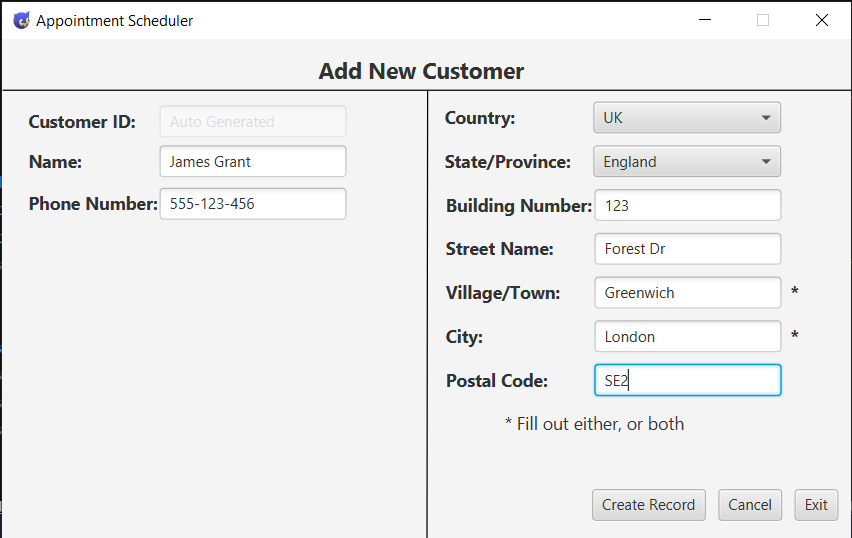 Appointment Scheduler
Add New Customer
Customer ID: Auto Generated
Name: James Grant
Phone Number: 555-123-456
Country: UK
State/Province: England
Building Number: 123
Street Name: Forest Dr
Village/Town: Greenwich *
City: London *
Postal Code: SE2
* Fill out either, or both
Create Record Cancel Exit